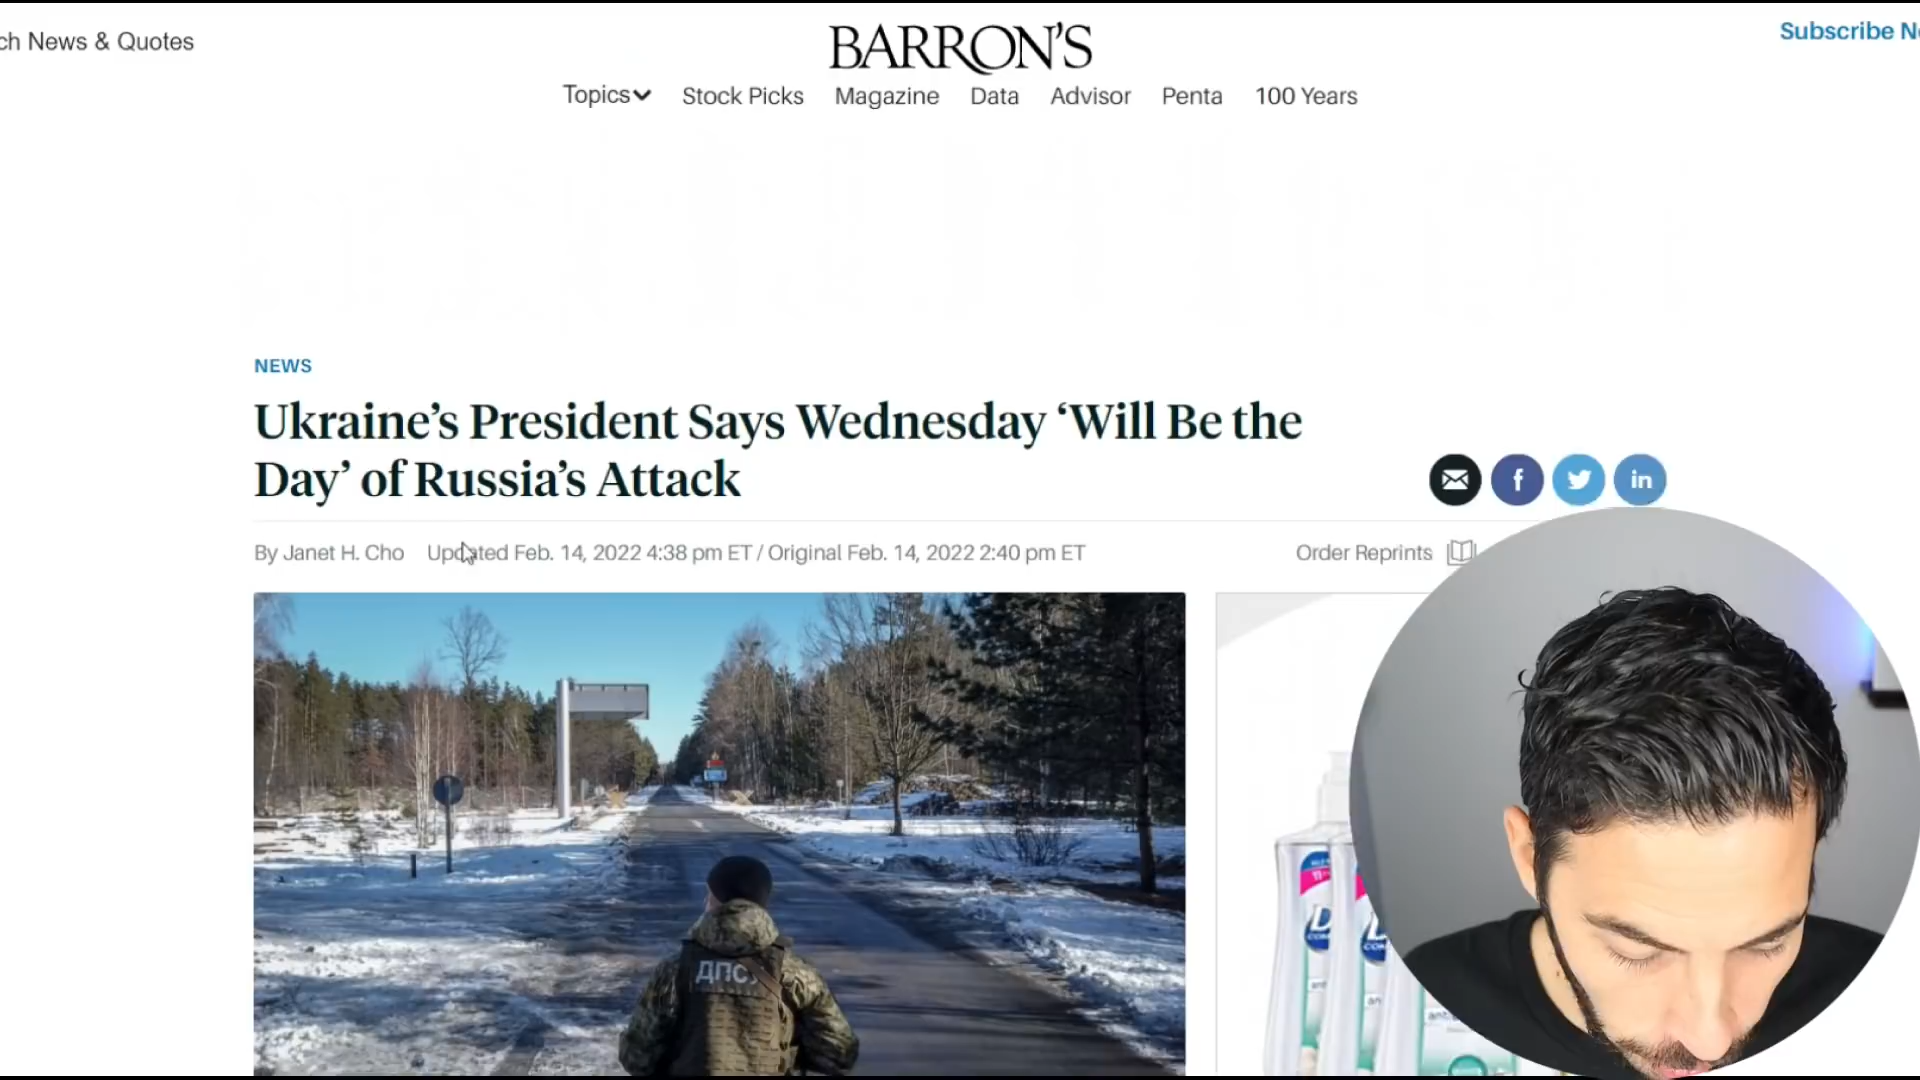 ch News & Quotes
BARRON'S
Subscribe N
Topics
Stock Picks
Magazine
Data
Advisor
Penta
100 Years
NEWS
Ukraine’s President Says Wednesday ‘Will Be the
Day’ of Russia’s Attack
By Janet H. Cho
Updated Feb. 14, 2022 4:38 pm ET / Original Feb. 14, 2022 2:40 pm ET
Order Reprints
ДПС